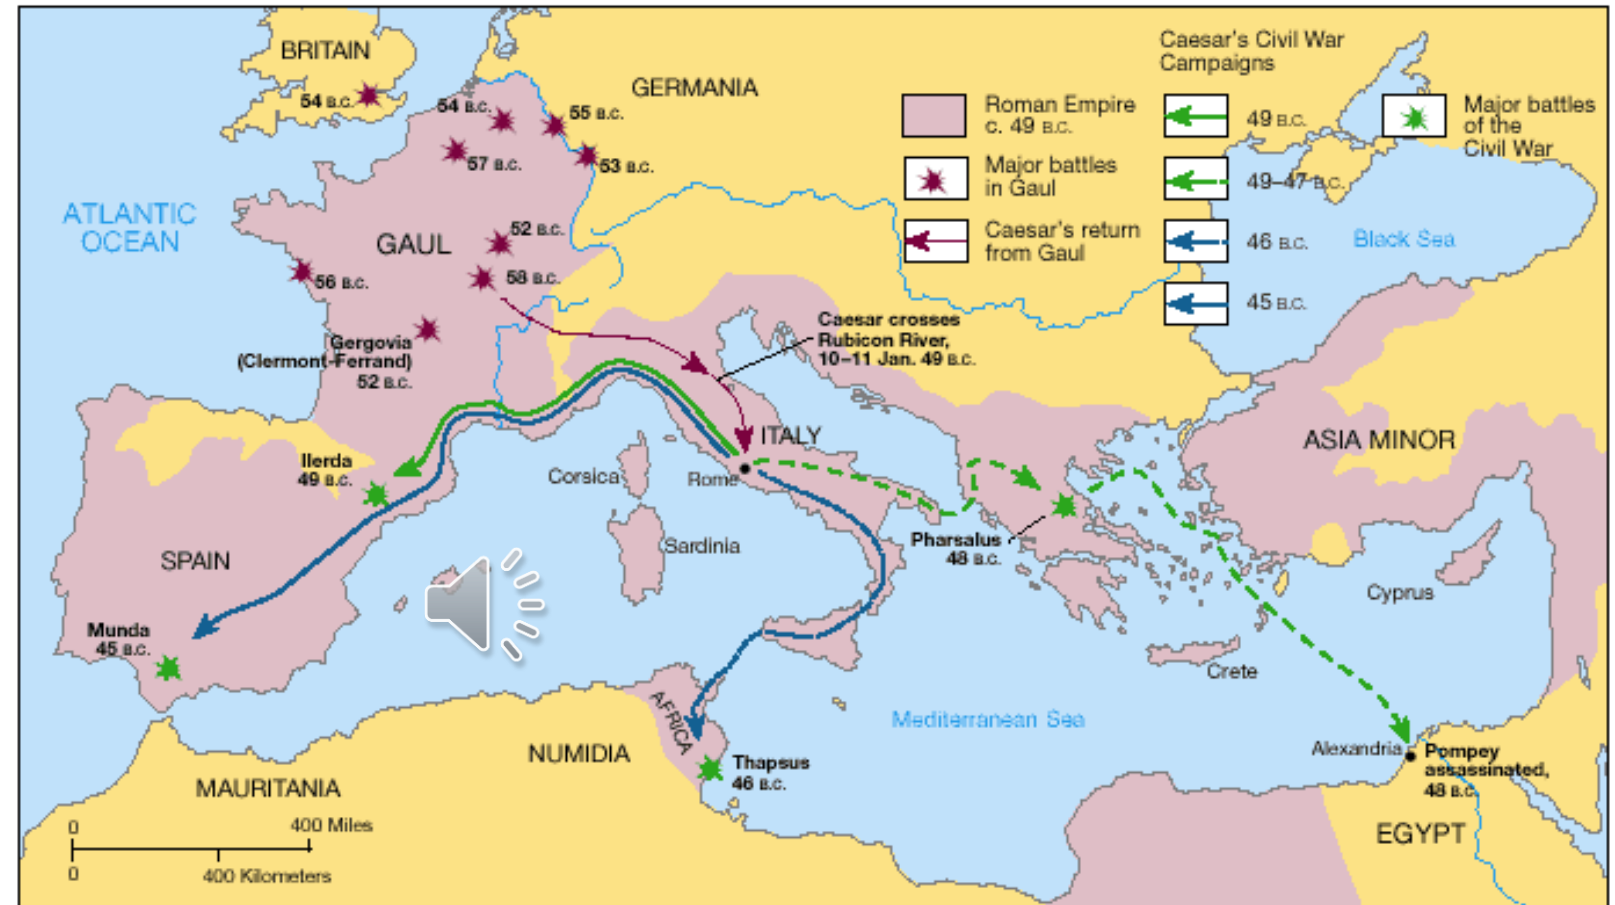 BRITAIN
54 B.C.
GERMANIA
54 B.C.
55 B.C.
57 B.C.
53 B.C.
ATLANTIC
OCEAN
GAUL
52 B.C.
56 B.C.
58 B.C.
Gergovia
(Clermont-Ferrand)
52 B.C.
Caesar crosses
Rubicon River,
10–11 Jan. 49 B.C.
Roman Empire
c. 49 B.C.
Major battles
in Gaul
Caesar's return
from Gaul
Caesar's Civil War
Campaigns
49 B.C.
49–47 B.C.
46 B.C.
45 B.C.
Major battles
of the
Civil War
Black Sea
ITALY
ASIA MINOR
Ilerda
49 B.C.
Corsica
Rome
SPAIN
Sardinia
Pharsalus
48 B.C.
Cyprus
Munda
45 B.C.
Crete
AFRICA
Mediterranean Sea
NUMIDIA
Thapsus
46 B.C.
Alexandria
Pompey
assassinated,
48 B.C.
MAURITANIA
EGYPT
0
400 Miles
0
400 Kilometers